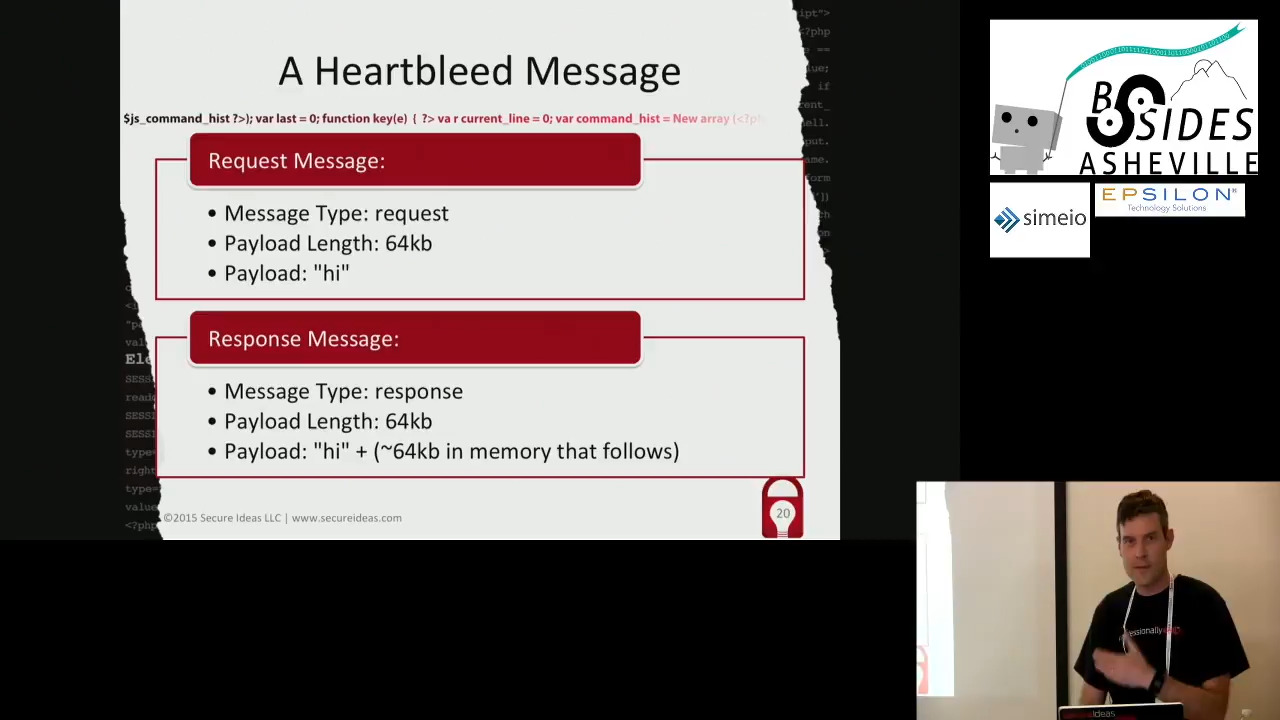 A Heartbleed Message
$js_command_hist ?>); var last = 0; function key(e) { ?> va r current_line = 0; var command_hist = New array (<?ph
Request Message:
• Message Type: request
• Payload Length: 64kb
• Payload: "hi"
Response Message:
• Message Type: response
• Payload Length: 64kb
• Payload: "hi" + (~64kb in memory that follows)
©2015 Secure Ideas LLC | www.secureideas.com
20
BSIDES
ASHEVILLE
simeio
EPSILON®
Technology Solutions